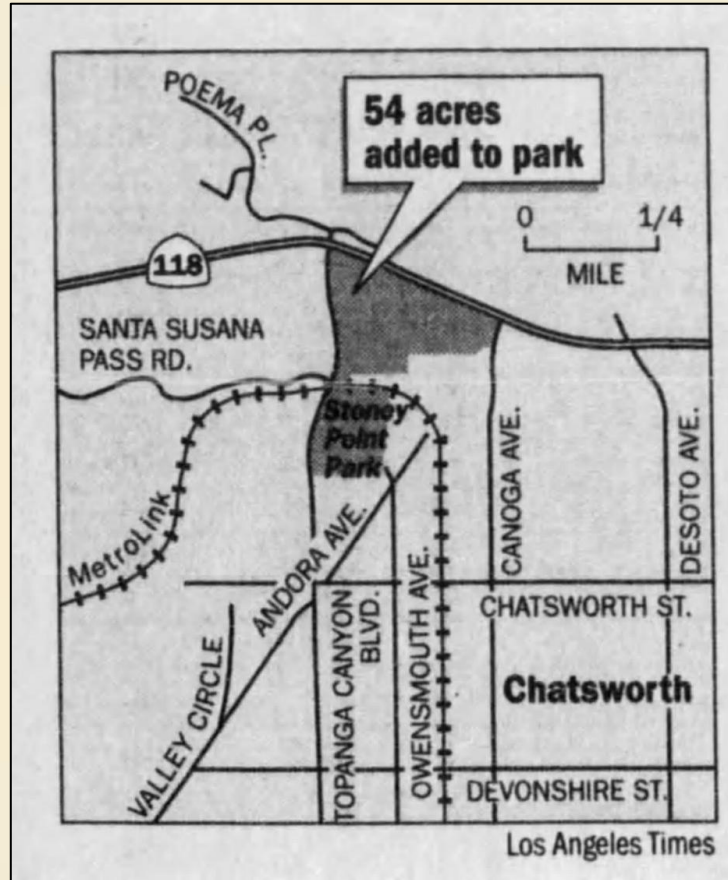 POEMA PL.
54 acres
added to park
0 1/4
MILE
118
SANTA SUSANA
PASS RD.
Stoney
Point
Park
MetroLink
ANDORA AVE.
CANOGA AVE.
DESOTO AVE.
CHATSWORTH ST.
VALLEY CIRCLE
TOPANGA CANYON
BLVD.
OWENSMOUTH AVE.
Chatsworth
DEVONSHIRE ST.
Los Angeles Times